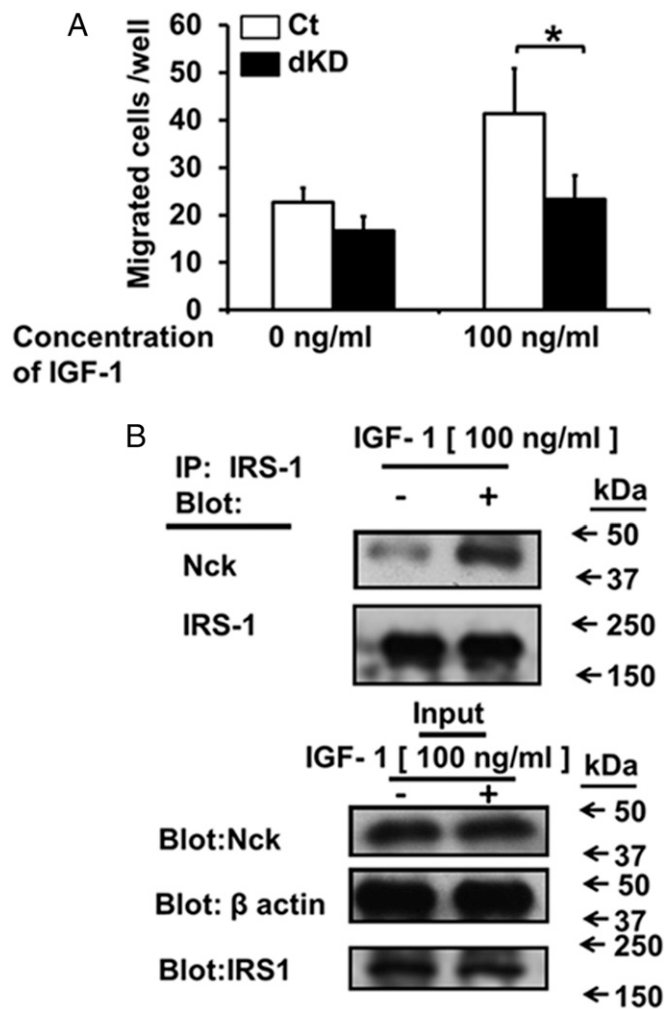 A
60
50
40
30
20
10
0
Migrated cells /well
Ct
dKD
*
Concentration of IGF-1
0 ng/ml
100 ng/ml
B
IGF- 1 [ 100 ng/ml ]
IP: IRS-1
Blot:
- +
kDa
Nck
← 50
← 37
IRS-1
← 250
← 150
Input
IGF- 1 [ 100 ng/ml ]
kDa
- +
Blot:Nck
← 50
← 37
Blot: β actin
← 50
← 37
Blot:IRS1
← 250
← 150